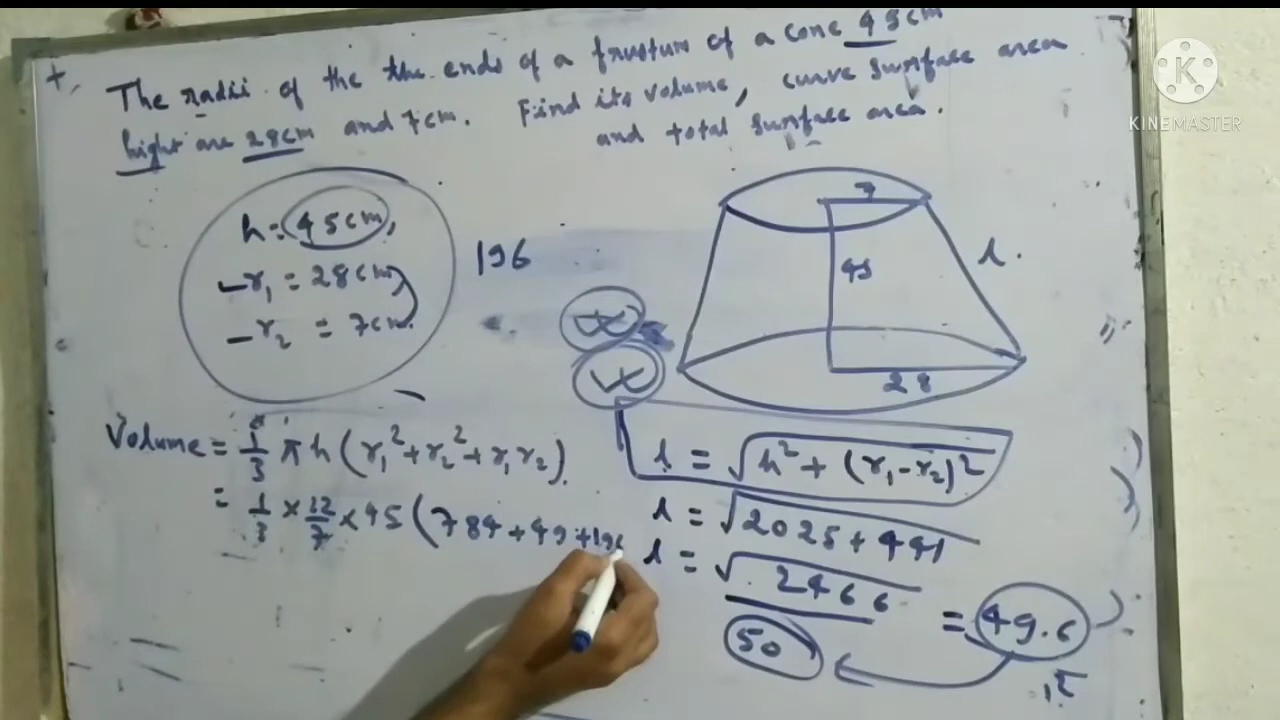 The radii of the the ends of a frustum of a cone 45cm
hight are 28cm and 7cm. Find its volume, curve surface area
and total surface area.
K
KINEMASTER
h = 45cm,
r₁ = 28cm
r₂ = 7cm
196
7
45
l.
28
Volume = 1/3 π h (r₁² + r₂² + r₁ r₂)
= 1/3 × 22/7 × 45 (784 + 49 + 196
l = √h² + (r₁ - r₂)²
l = √2025 + 441
l = √2466
= 49.6
50